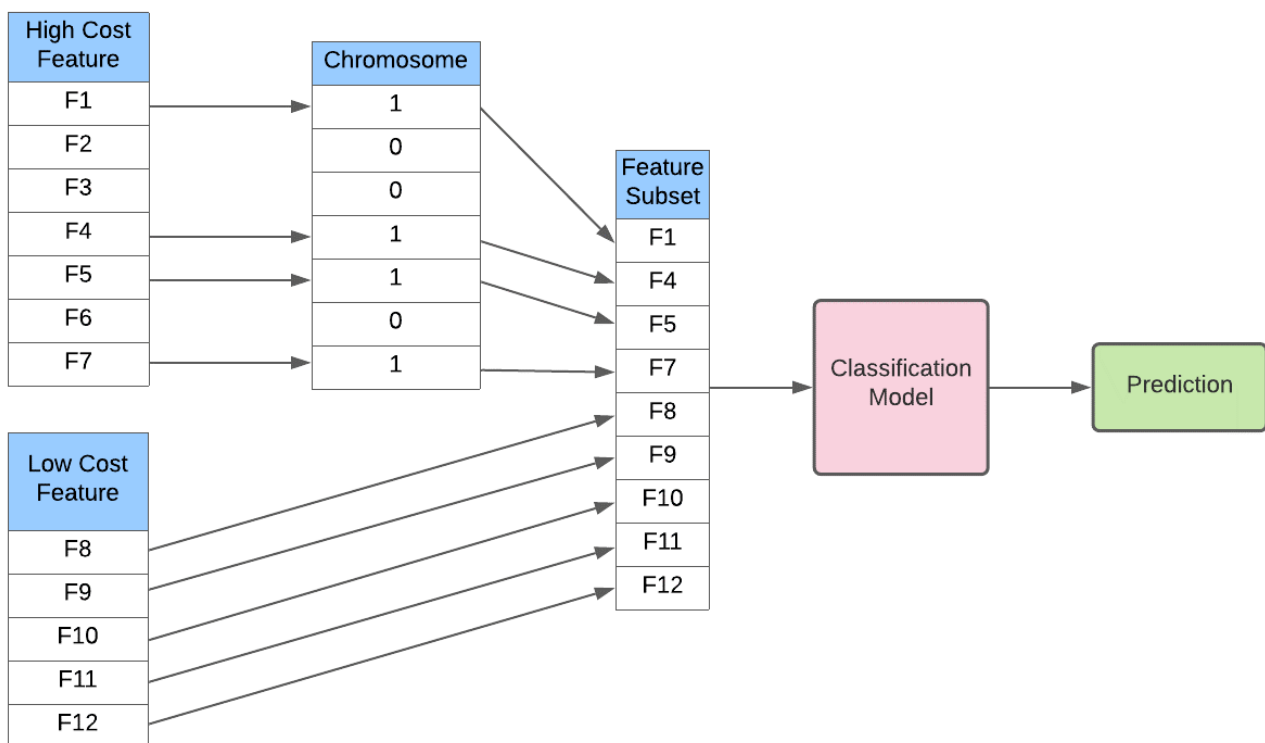 High Cost
Feature
F1
F2
F3
F4
F5
F6
F7
Chromosome
1
0
0
1
1
0
1
Low Cost
Feature
F8
F9
F10
F11
F12
Feature
Subset
F1
F4
F5
F7
F8
F9
F10
F11
F12
Classification
Model
Prediction